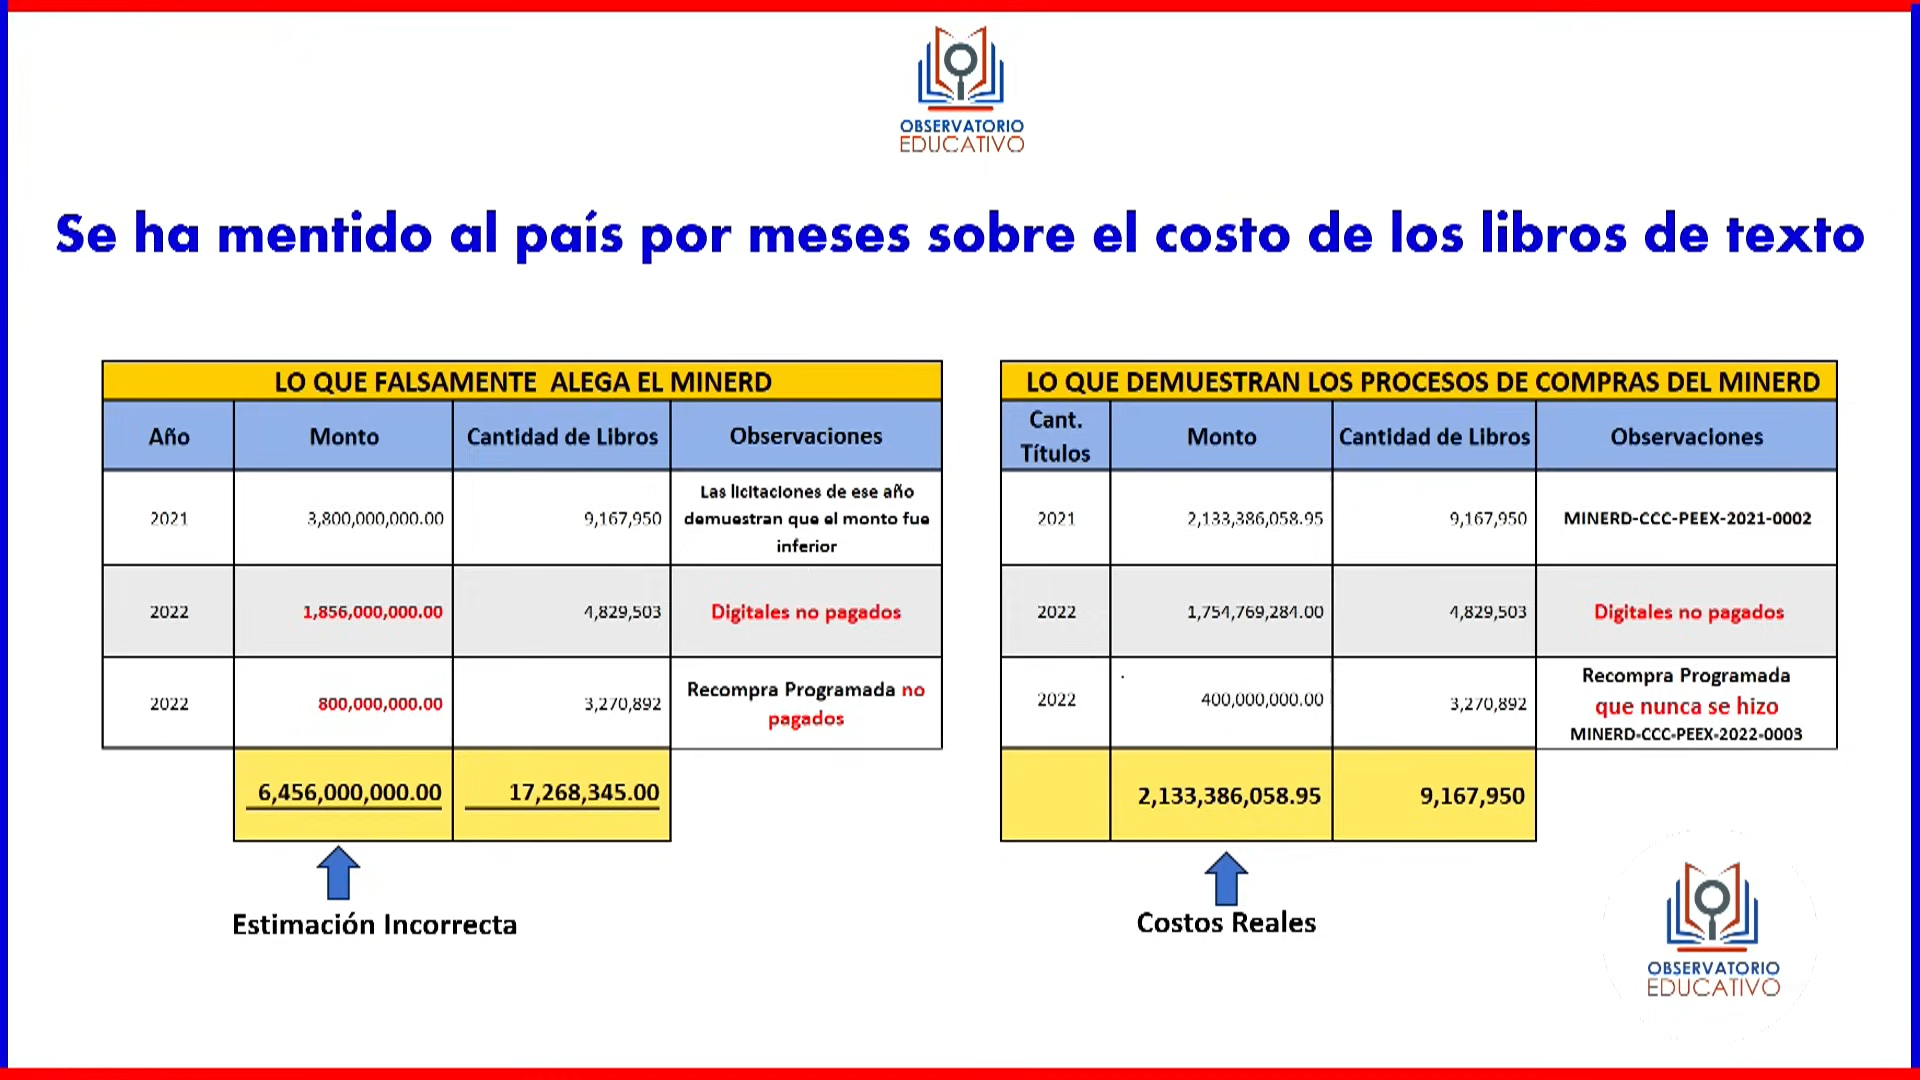 OBSERVATORIO
EDUCATIVO
Se ha mentido al país por meses sobre el costo de los libros de texto
LO QUE FALSAMENTE ALEGA EL MINERD
Año Monto Cantidad de Libros Observaciones
2021 3,800,000,000.00 9,167,950 Las licitaciones de ese año
demuestran que el monto fue
inferior
2022 1,856,000,000.00 4,829,503 Digitales no pagados
2022 800,000,000.00 3,270,892 Recompra Programada no
pagados
6,456,000,000.00 17,268,345.00
Estimación Incorrecta
LO QUE DEMUESTRAN LOS PROCESOS DE COMPRAS DEL MINERD
Cant.
Títulos Monto Cantidad de Libros Observaciones
2021 2,133,386,058.95 9,167,950 MINERD-CCC-PEEX-2021-0002
2022 1,754,769,284.00 4,829,503 Digitales no pagados
2022 400,000,000.00 3,270,892 Recompra Programada
que nunca se hizo
MINERD-CCC-PEEX-2022-0003
2,133,386,058.95 9,167,950
Costos Reales
OBSERVATORIO
EDUCATIVO